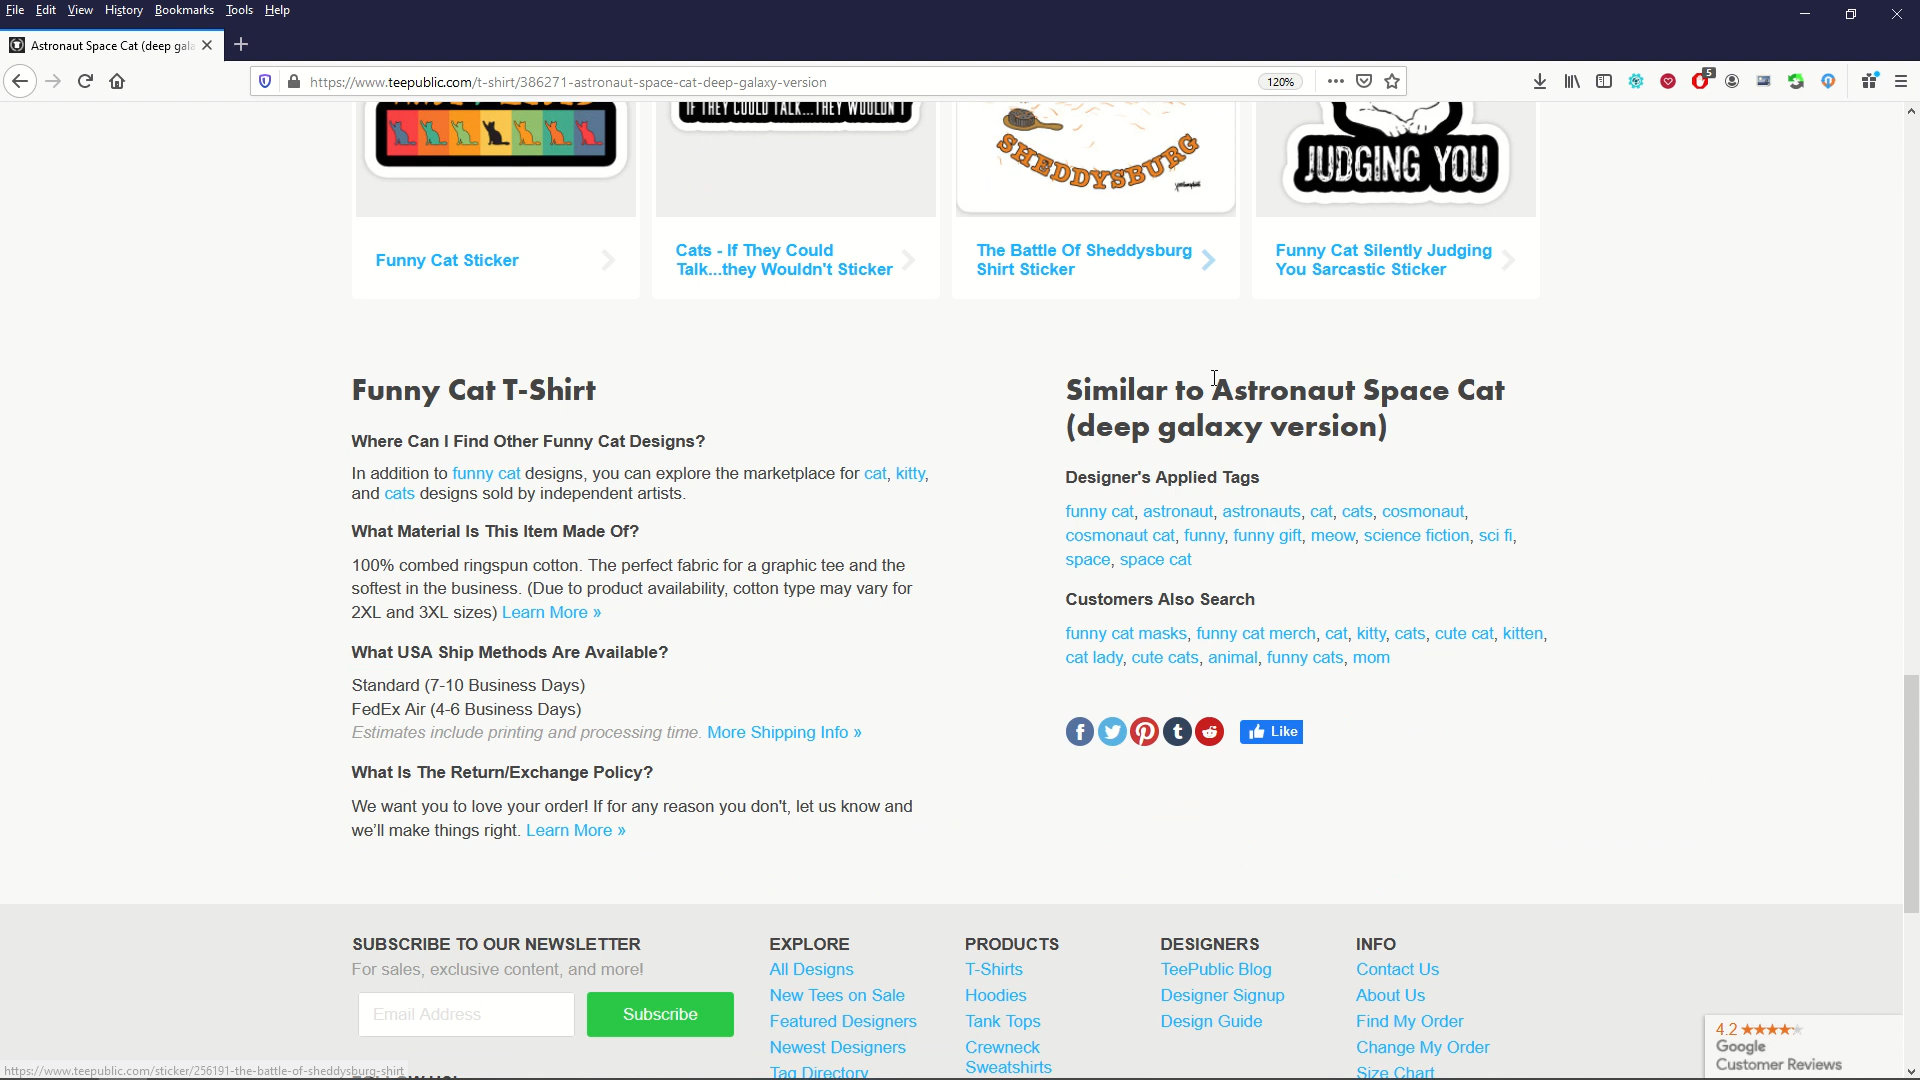 File Edit View History Bookmarks Tools Help
Astronaut Space Cat (deep gala
https://www.teepublic.com/t-shirt/386271-astronaut-space-cat-deep-galaxy-version
120%
5
IF THEY COULD TALK...THEY WOULDN'T
SHEDDYSBURG
JUDGING YOU
Funny Cat Sticker
Cats - If They Could
Talk...they Wouldn't Sticker
The Battle Of Sheddysburg
Shirt Sticker
Funny Cat Silently Judging
You Sarcastic Sticker
Funny Cat T-Shirt
Where Can I Find Other Funny Cat Designs?
In addition to funny cat designs, you can explore the marketplace for cat, kitty,
and cats designs sold by independent artists.
What Material Is This Item Made Of?
100% combed ringspun cotton. The perfect fabric for a graphic tee and the
softest in the business. (Due to product availability, cotton type may vary for
2XL and 3XL sizes) Learn More »
What USA Ship Methods Are Available?
Standard (7-10 Business Days)
FedEx Air (4-6 Business Days)
Estimates include printing and processing time. More Shipping Info »
What Is The Return/Exchange Policy?
We want you to love your order! If for any reason you don't, let us know and
we'll make things right. Learn More »
Similar to Astronaut Space Cat
(deep galaxy version)
Designer's Applied Tags
funny cat, astronaut, astronauts, cat, cats, cosmonaut,
cosmonaut cat, funny, funny gift, meow, science fiction, sci fi,
space, space cat
Customers Also Search
funny cat masks, funny cat merch, cat, kitty, cats, cute cat, kitten,
cat lady, cute cats, animal, funny cats, mom
Like
SUBSCRIBE TO OUR NEWSLETTER
For sales, exclusive content, and more!
Email Address
Subscribe
EXPLORE
All Designs
New Tees on Sale
Featured Designers
Newest Designers
Tag Directory
PRODUCTS
T-Shirts
Hoodies
Tank Tops
Crewneck
Sweatshirts
DESIGNERS
TeePublic Blog
Designer Signup
Design Guide
INFO
Contact Us
About Us
Find My Order
Change My Order
Size Chart
4.2
Google
Customer Reviews
https://www.teepublic.com/sticker/256191-the-battle-of-sheddysburg-shirt